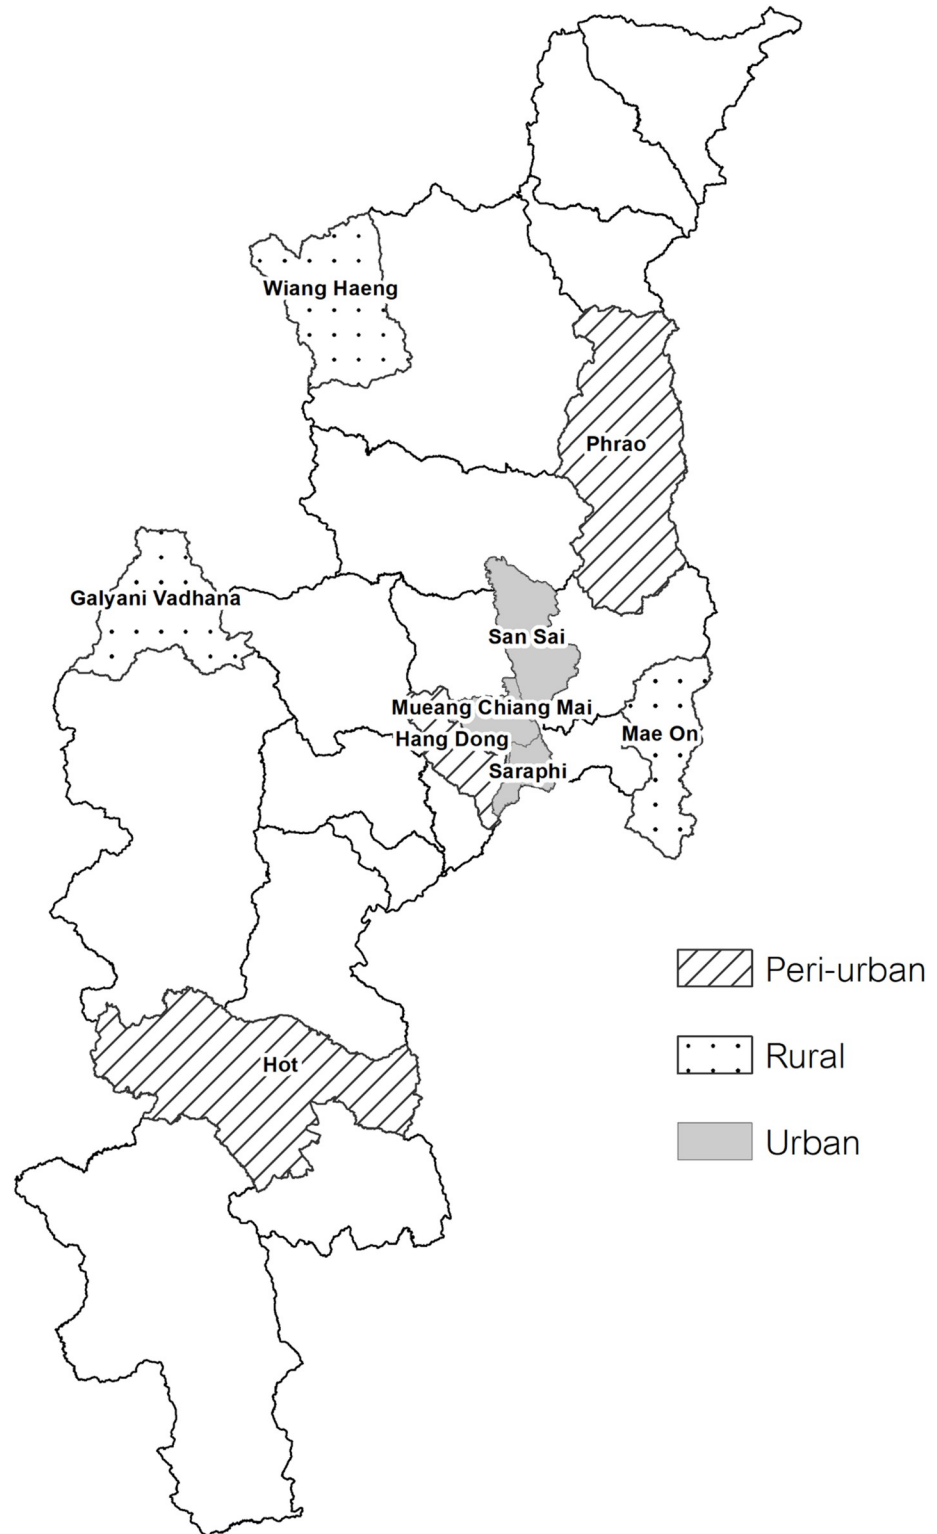 Wiang Haeng
Phrao
Galyani Vadhana
San Sai
Mueang Chiang Mai
Mae On
Hang Dong
Saraphi
Peri-urban
Rural
Hot
Urban